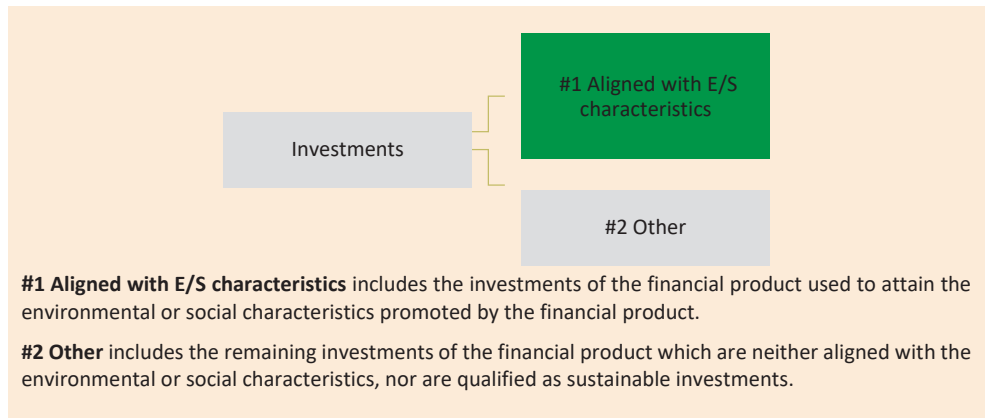 #1 Aligned with E/S
characteristics
Investments
#2 Other
#1 Aligned with E/S characteristics includes the investments of the financial product used to attain the
environmental or social characteristics promoted by the financial product.
#2 Other includes the remaining investments of the financial product which are neither aligned with the
environmental or social characteristics, nor are qualified as sustainable investments.